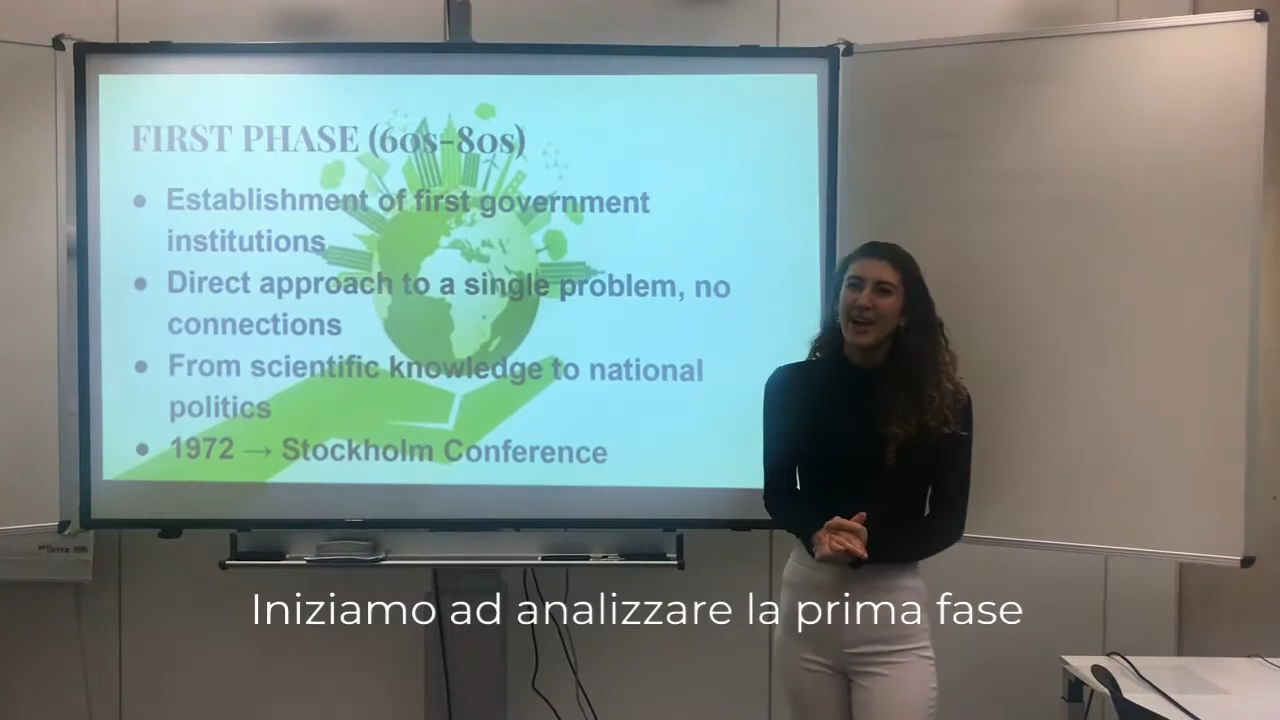 FIRST PHASE (60s-80s)
● Establishment of first government
institutions
● Direct approach to a single problem, no
connections
● From scientific knowledge to national
politics
● 1972 → Stockholm Conference
Iniziamo ad analizzare la prima fase